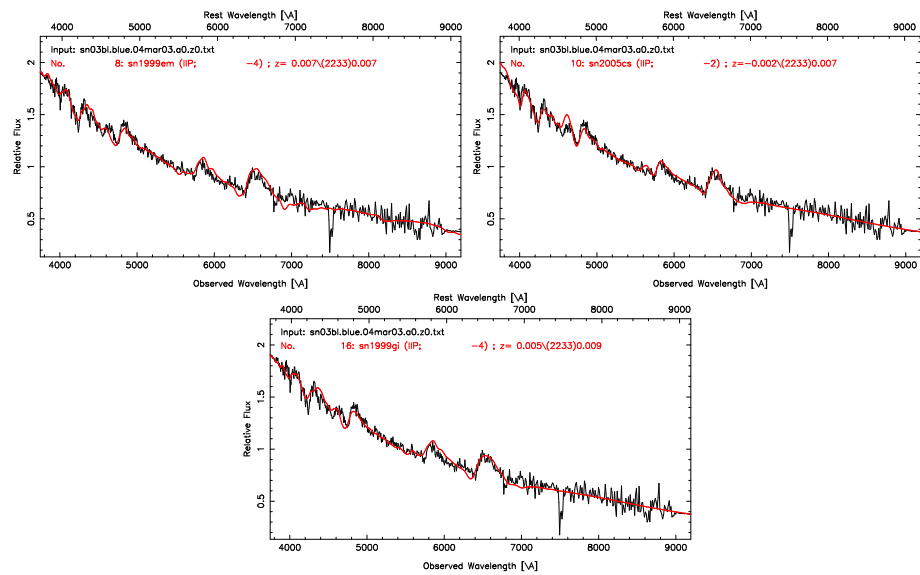 Rest Wavelength [\A]
4000 5000 6000 7000 8000 9000
Input: sn03bl.blue.04mar03.a0.z0.txt
No. 8: sn1999em (IIP; -4) ; z= 0.007\(2233)0.007
Relative Flux
2
1.5
1
0.5
4000 5000 6000 7000 8000 9000
Observed Wavelength [\A]
Rest Wavelength [\A]
4000 5000 6000 7000 8000 9000
Input: sn03bl.blue.04mar03.a0.z0.txt
No. 10: sn2005cs (IIP; -2) ; z=-0.002\(2233)0.007
Relative Flux
2
1.5
1
0.5
4000 5000 6000 7000 8000 9000
Observed Wavelength [\A]
Rest Wavelength [\A]
4000 5000 6000 7000 8000 9000
Input: sn03bl.blue.04mar03.a0.z0.txt
No. 16: sn1999gi (IIP; -4) ; z= 0.005\(2233)0.009
Relative Flux
2
1.5
1
0.5
4000 5000 6000 7000 8000 9000
Observed Wavelength [\A]